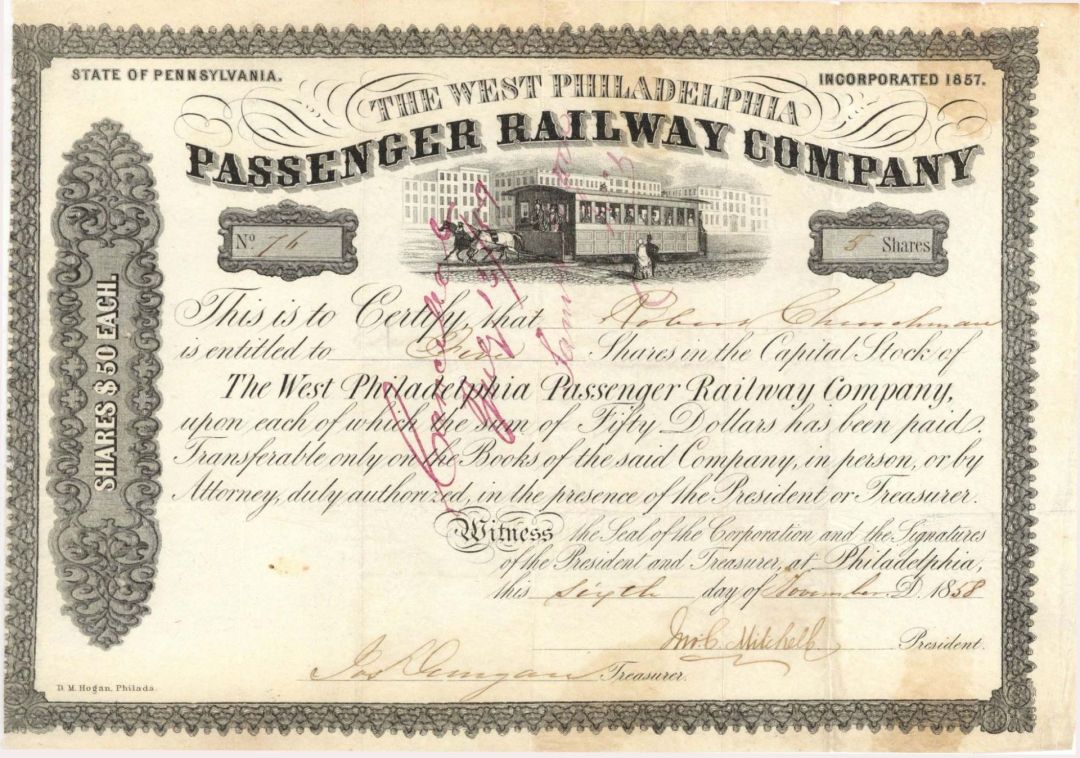 STATE OF PENNSYLVANIA.
INCORPORATED 1857.
THE WEST PHILADELPHIA
PASSENGER RAILWAY COMPANY
No 76
5 Shares
SHARES $50 EACH.
This is to Certify, that Robert Churchman
is entitled to Five Shares in the Capital Stock of
The West Philadelphia Passenger Railway Company,
upon each of which the sum of Fifty Dollars has been paid.
Transferable only on the Books of the said Company, in person, or by
Attorney, duly authorized, in the presence of the President or Treasurer.
Witness the Seal of the Corporation and the Signatures
of the President and Treasurer, at Philadelphia,
this sixth day of November D. 1858
Jno. C. Mitchell President.
Treasurer.
D. M. Hogan, Philada.
Cancelled